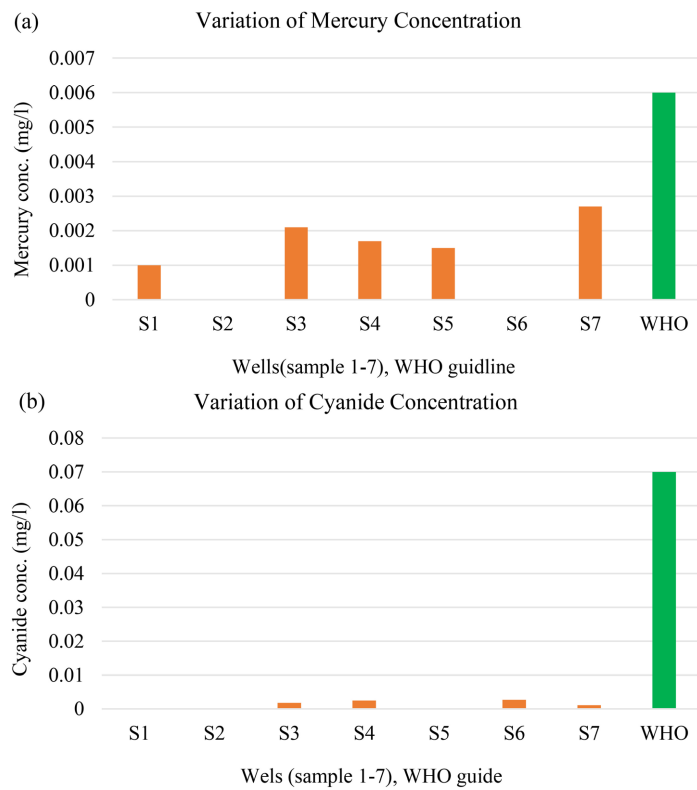 (a)
Variation of Mercury Concentration
Mercury conc. (mg/l)
0.007
0.006
0.005
0.004
0.003
0.002
0.001
0
S1 S2 S3 S4 S5 S6 S7 WHO
Wells(sample 1-7), WHO guidline
(b)
Variation of Cyanide Concentration
Cyanide conc. (mg/l)
0.08
0.07
0.06
0.05
0.04
0.03
0.02
0.01
0
S1 S2 S3 S4 S5 S6 S7 WHO
Wels (sample 1-7), WHO guide